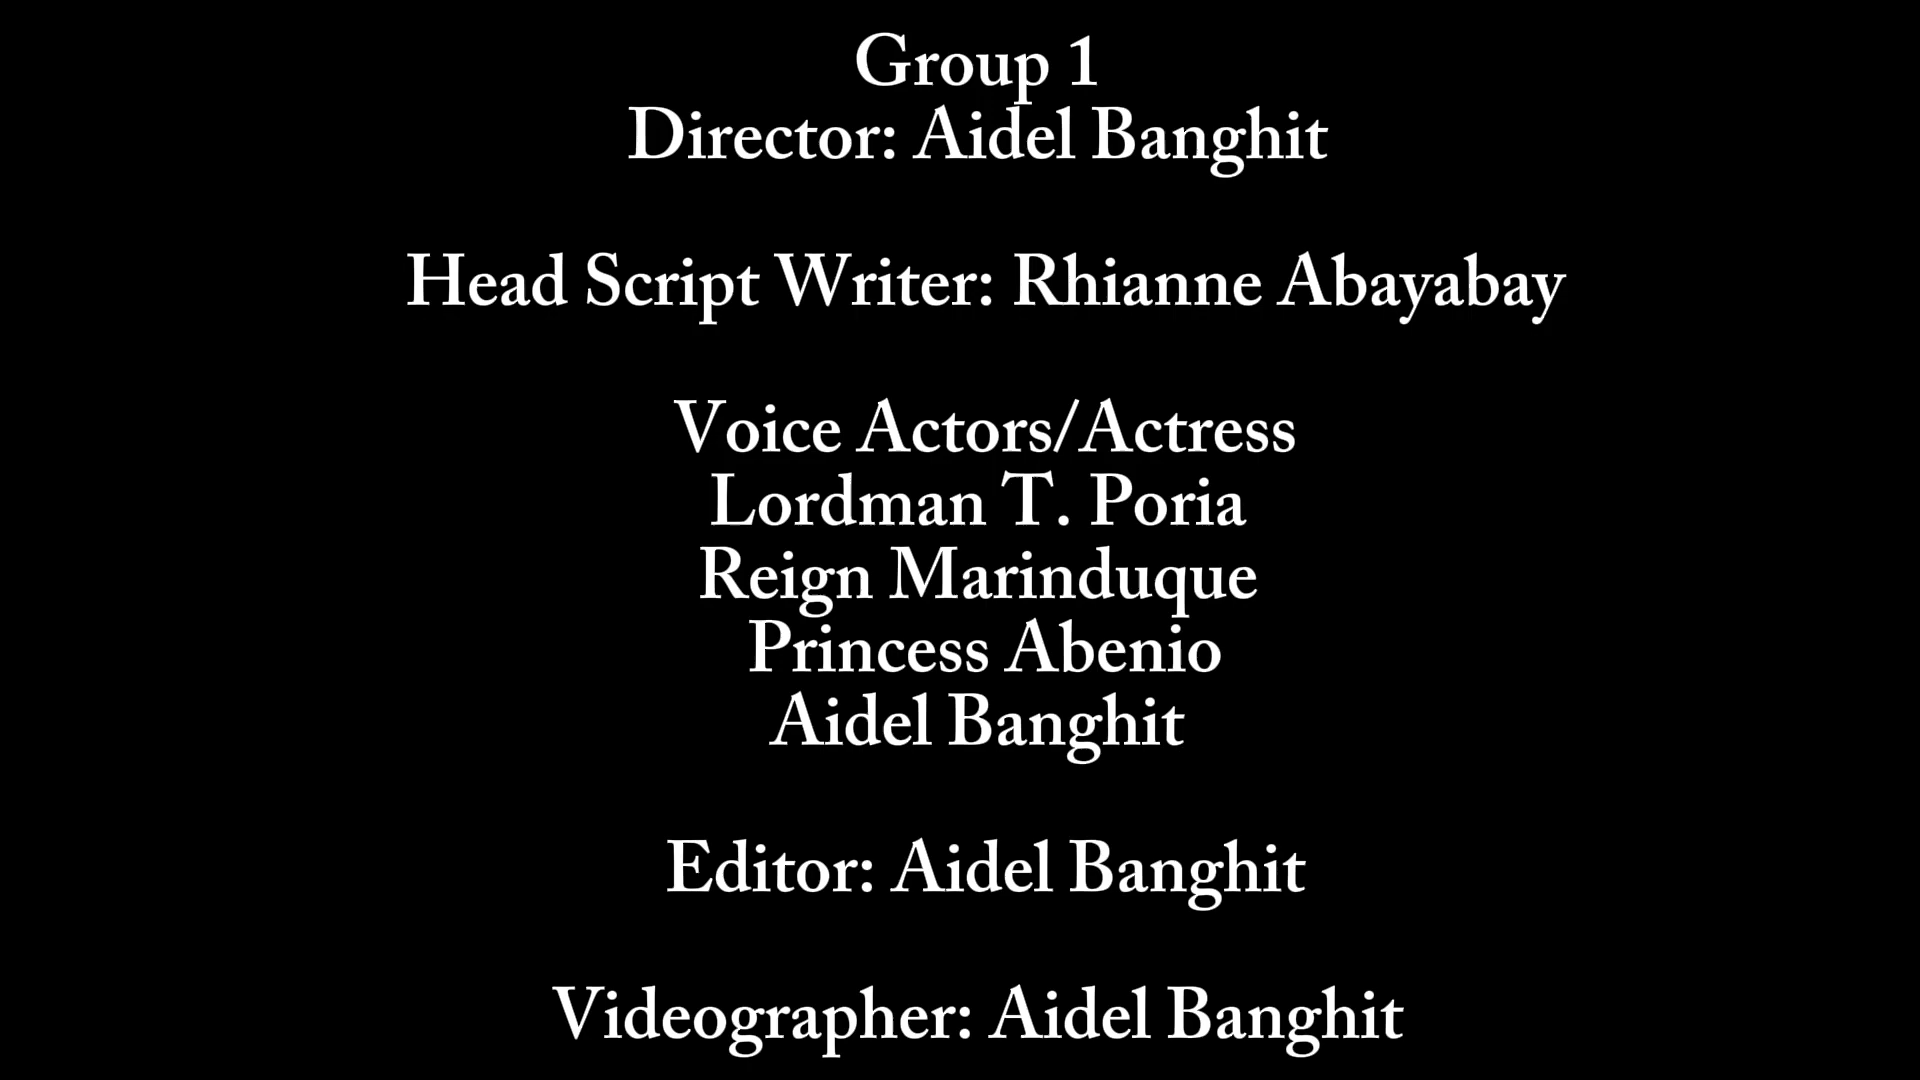 Group 1
Director: Aidel Banghit
Head Script Writer: Rhianne Abayabay
Voice Actors/Actress
Lordman T. Poria
Reign Marinduque
Princess Abenio
Aidel Banghit
Editor: Aidel Banghit
Videographer: Aidel Banghit